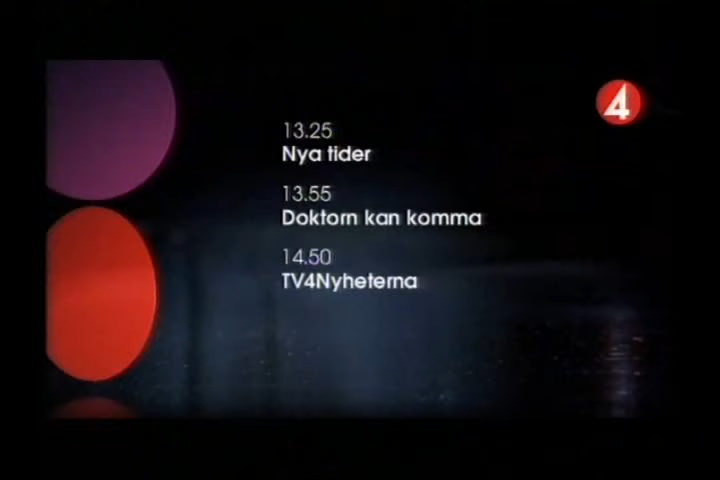 4
13.25
Nya tider
13.55
Doktorn kan komma
14.50
TV4Nyheterna